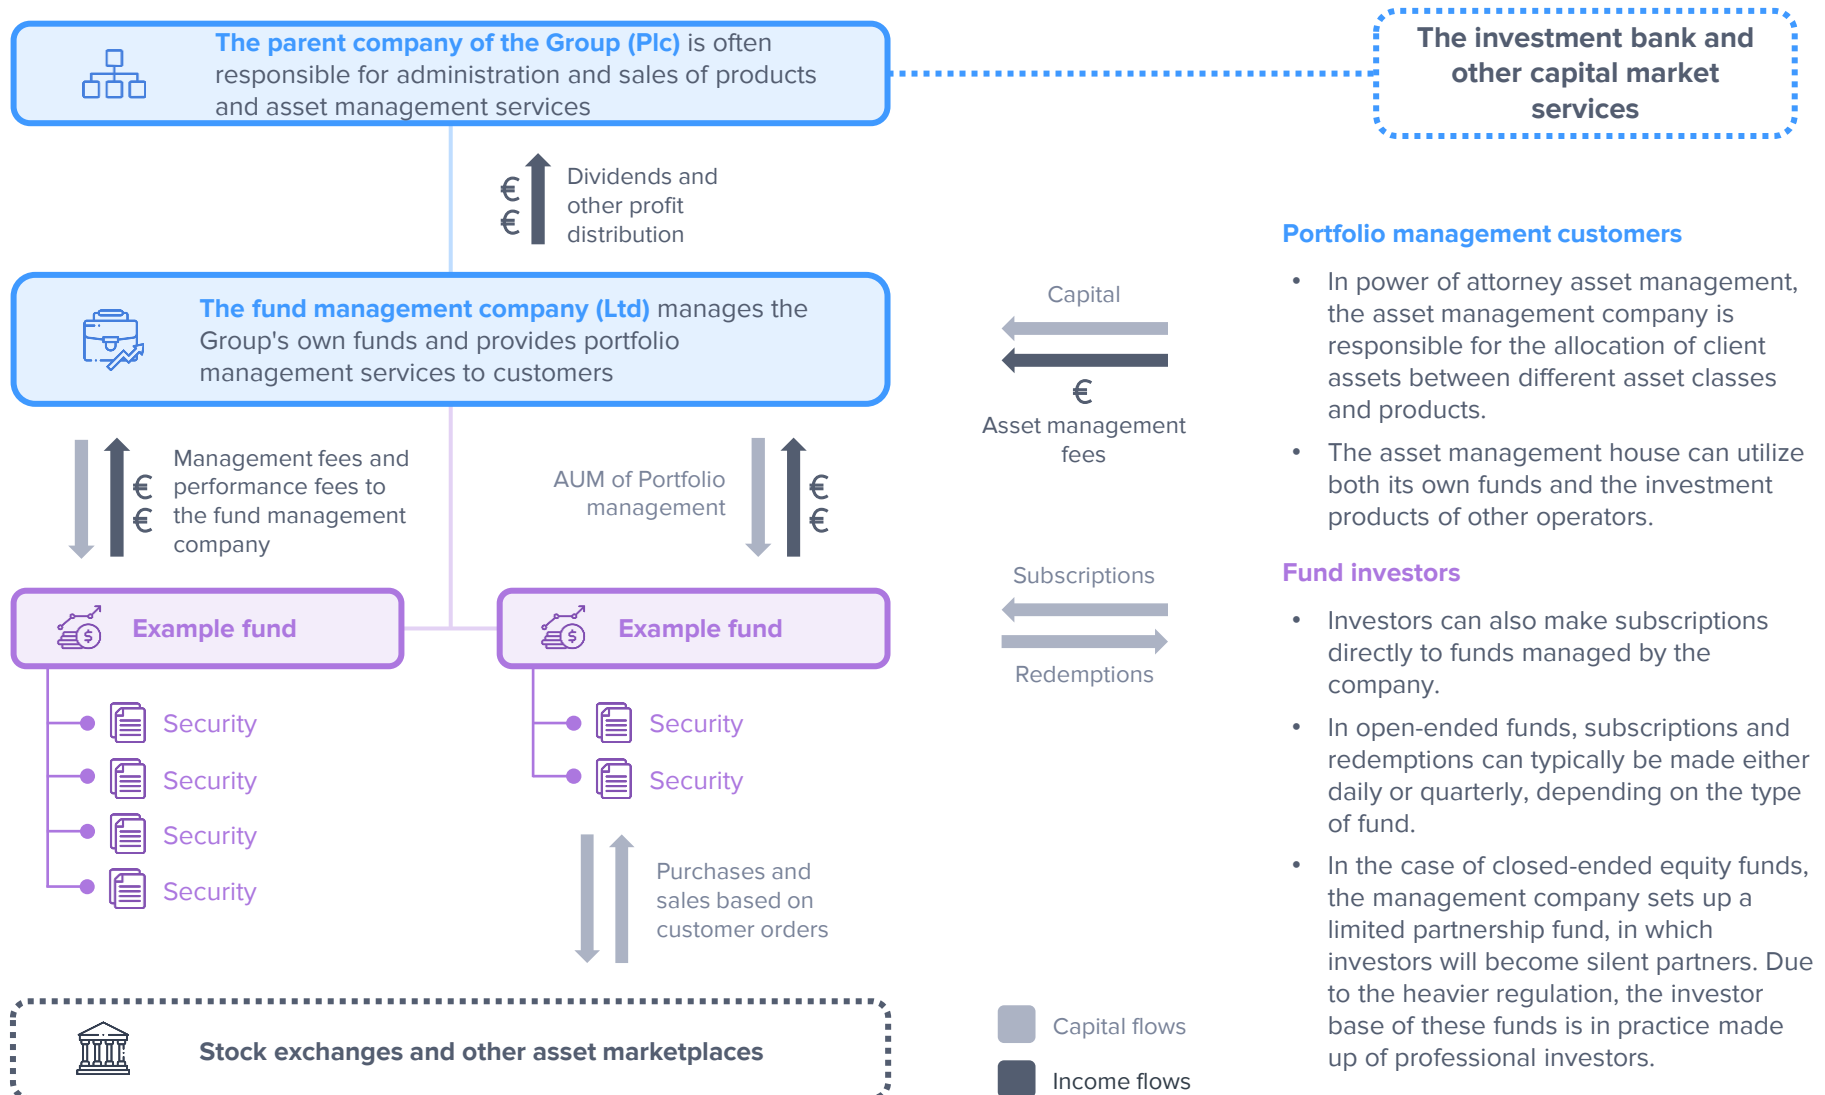 The parent company of the Group (Plc) is often
responsible for administration and sales of products
and asset management services
The investment bank and
other capital market
services
€
€
Dividends and
other profit
distribution
The fund management company (Ltd) manages the
Group's own funds and provides portfolio
management services to customers
Capital
€
Asset management
fees
Portfolio management customers
• In power of attorney asset management,
the asset management company is
responsible for the allocation of client
assets between different asset classes
and products.
• The asset management house can utilize
both its own funds and the investment
products of other operators.
€
€
Management fees and
performance fees to
the fund management
company
AUM of Portfolio
management
€
€
Example fund
Security
Security
Security
Security
Example fund
Security
Security
Subscriptions
Redemptions
Fund investors
• Investors can also make subscriptions
directly to funds managed by the
company.
• In open-ended funds, subscriptions and
redemptions can typically be made either
daily or quarterly, depending on the type
of fund.
• In the case of closed-ended equity funds,
the management company sets up a
limited partnership fund, in which
investors will become silent partners. Due
to the heavier regulation, the investor
base of these funds is in practice made
up of professional investors.
Purchases and
sales based on
customer orders
Stock exchanges and other asset marketplaces
Capital flows
Income flows